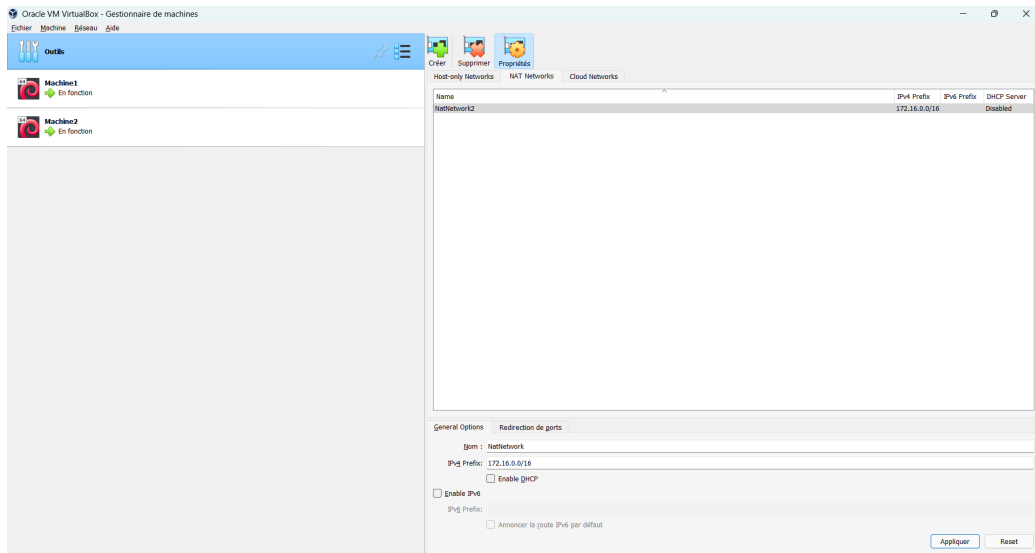 Oracle VM VirtualBox - Gestionnaire de machines
Fichier Machine Réseau Aide
Outils
Créer Supprimer Propriétés
Host-only Networks NAT Networks Cloud Networks
64 Machine1
En fonction
Name IPv4 Prefix IPv6 Prefix DHCP Server
NatNetwork2 172.16.0.0/16 Disabled
64 Machine2
En fonction
General Options Redirection de ports
Nom : NatNetwork
IPv4 Prefix: 172.16.0.0/16
Enable DHCP
Enable IPv6
IPv6 Prefix:
Annoncer la route IPv6 par défaut
Appliquer Reset